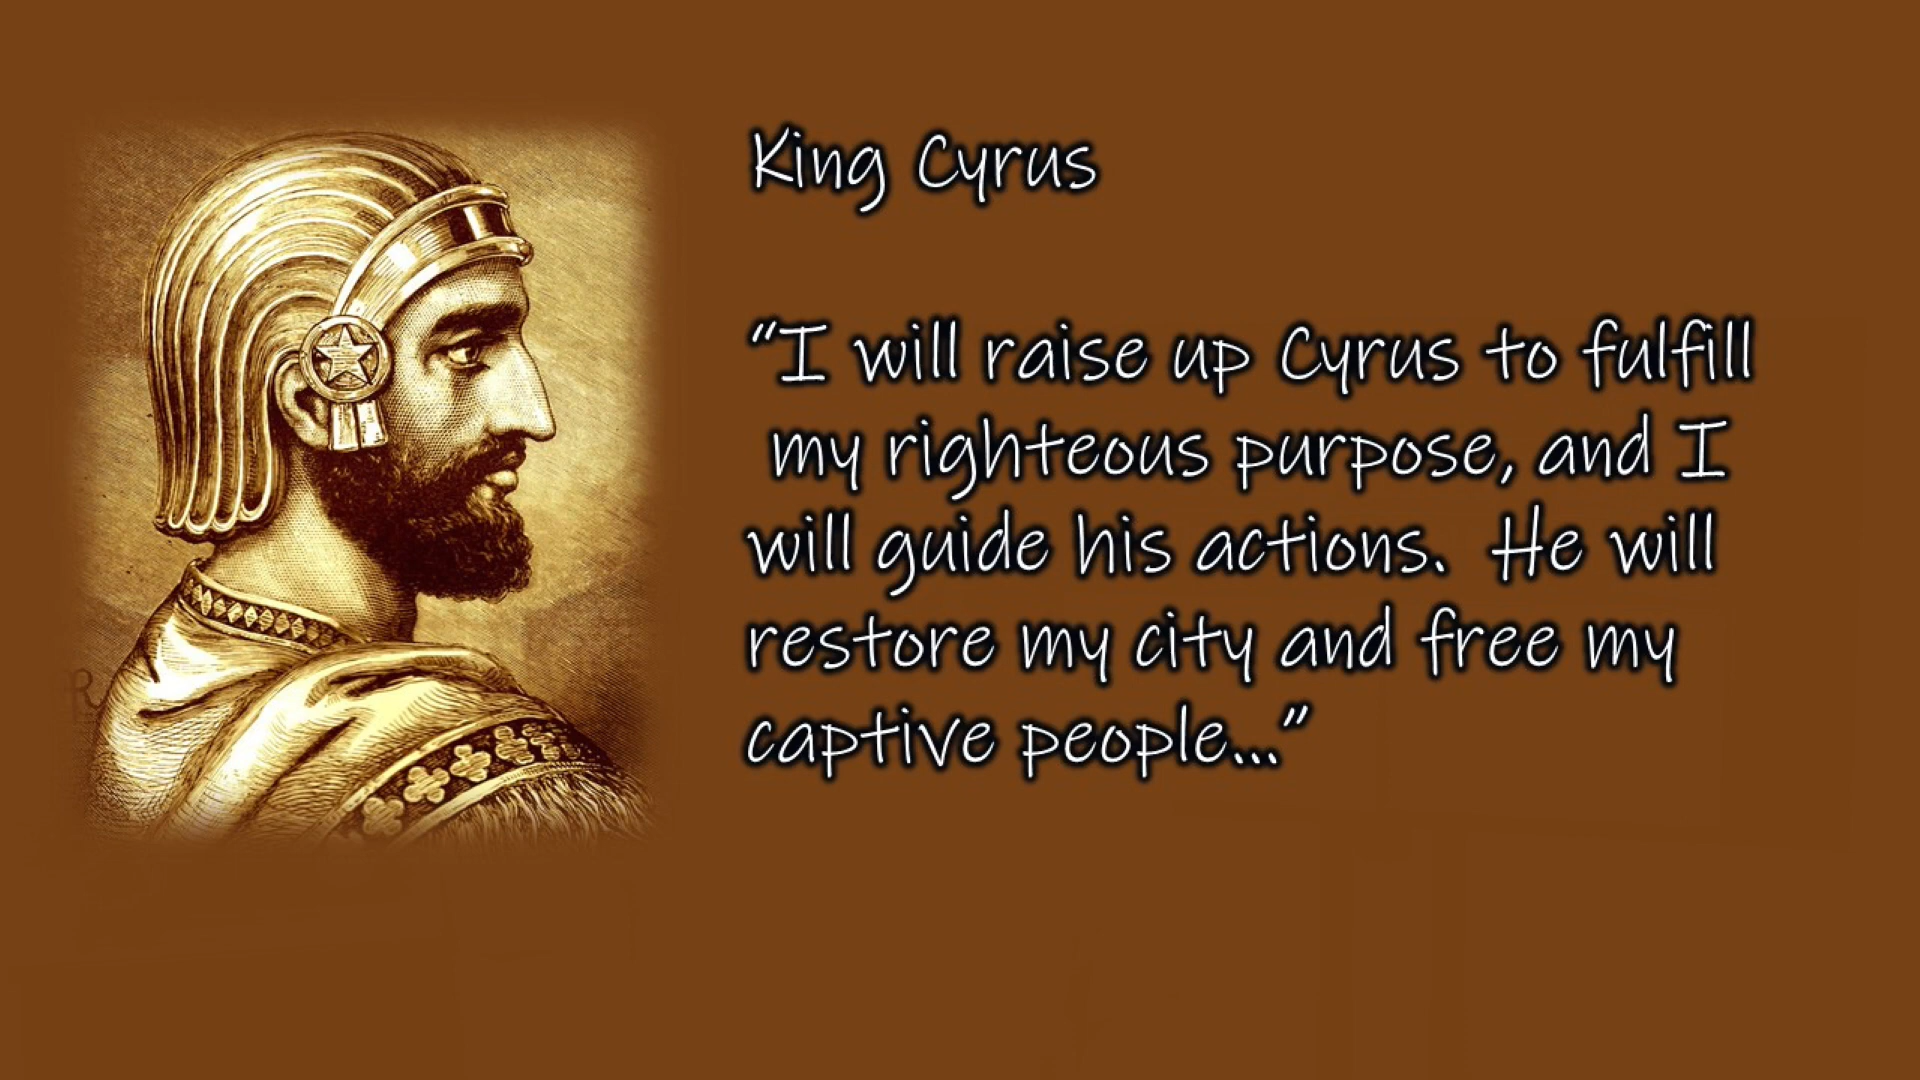 King Cyrus
“I will raise up Cyrus to fulfill
my righteous purpose, and I
will guide his actions. He will
restore my city and free my
captive people...”